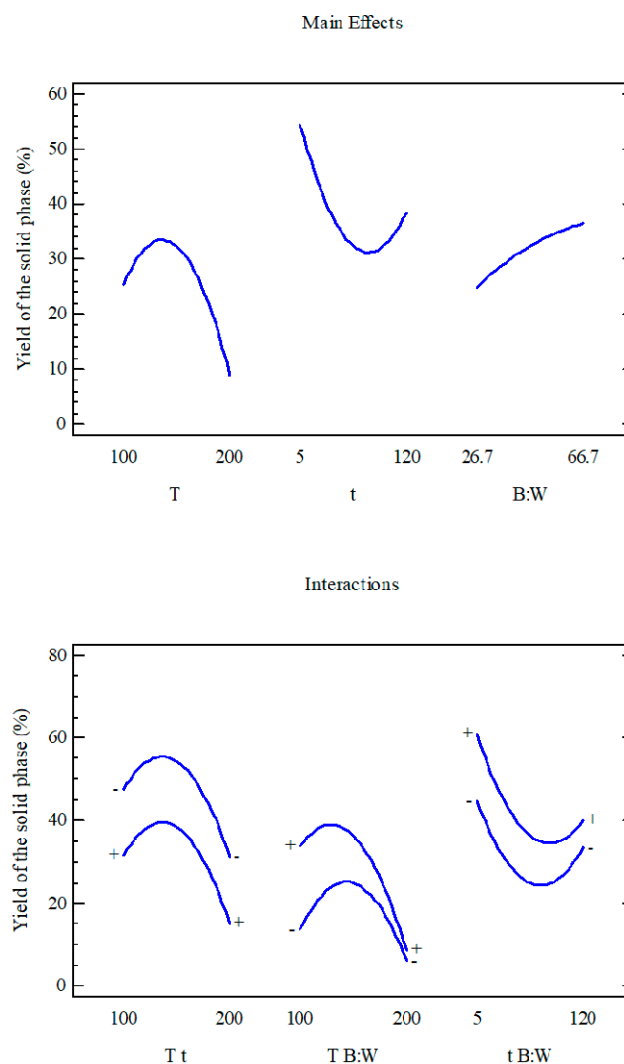 Main Effects
Yield of the solid phase (%)
60
50
40
30
20
10
0
100 200 5 120 26.7 66.7
T t B:W
Interactions
Yield of the solid phase (%)
80
60
40
20
0
+ - + - + - + -
- + + - + -
100 200 100 200 5 120
T t T B:W t B:W